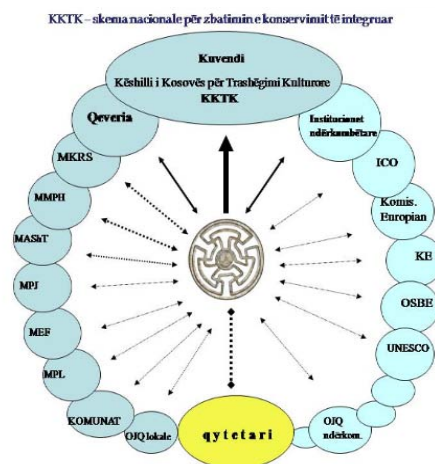 KKTK – skema nacionale për zbatimin e konservimit të integruar
Kuvendi
Këshilli i Kosovës për Trashëgimi Kulturore
KKTK
Qeveria
MKRS
MMPH
MAShT
MPJ
MEF
MPL
KOMUNAT
OJQ lokale
qytetari
OJQ
ndërkom.
UNESCO
OSBE
KE
Komis.
Europian
ICO
Institucionet
ndërkombëtare